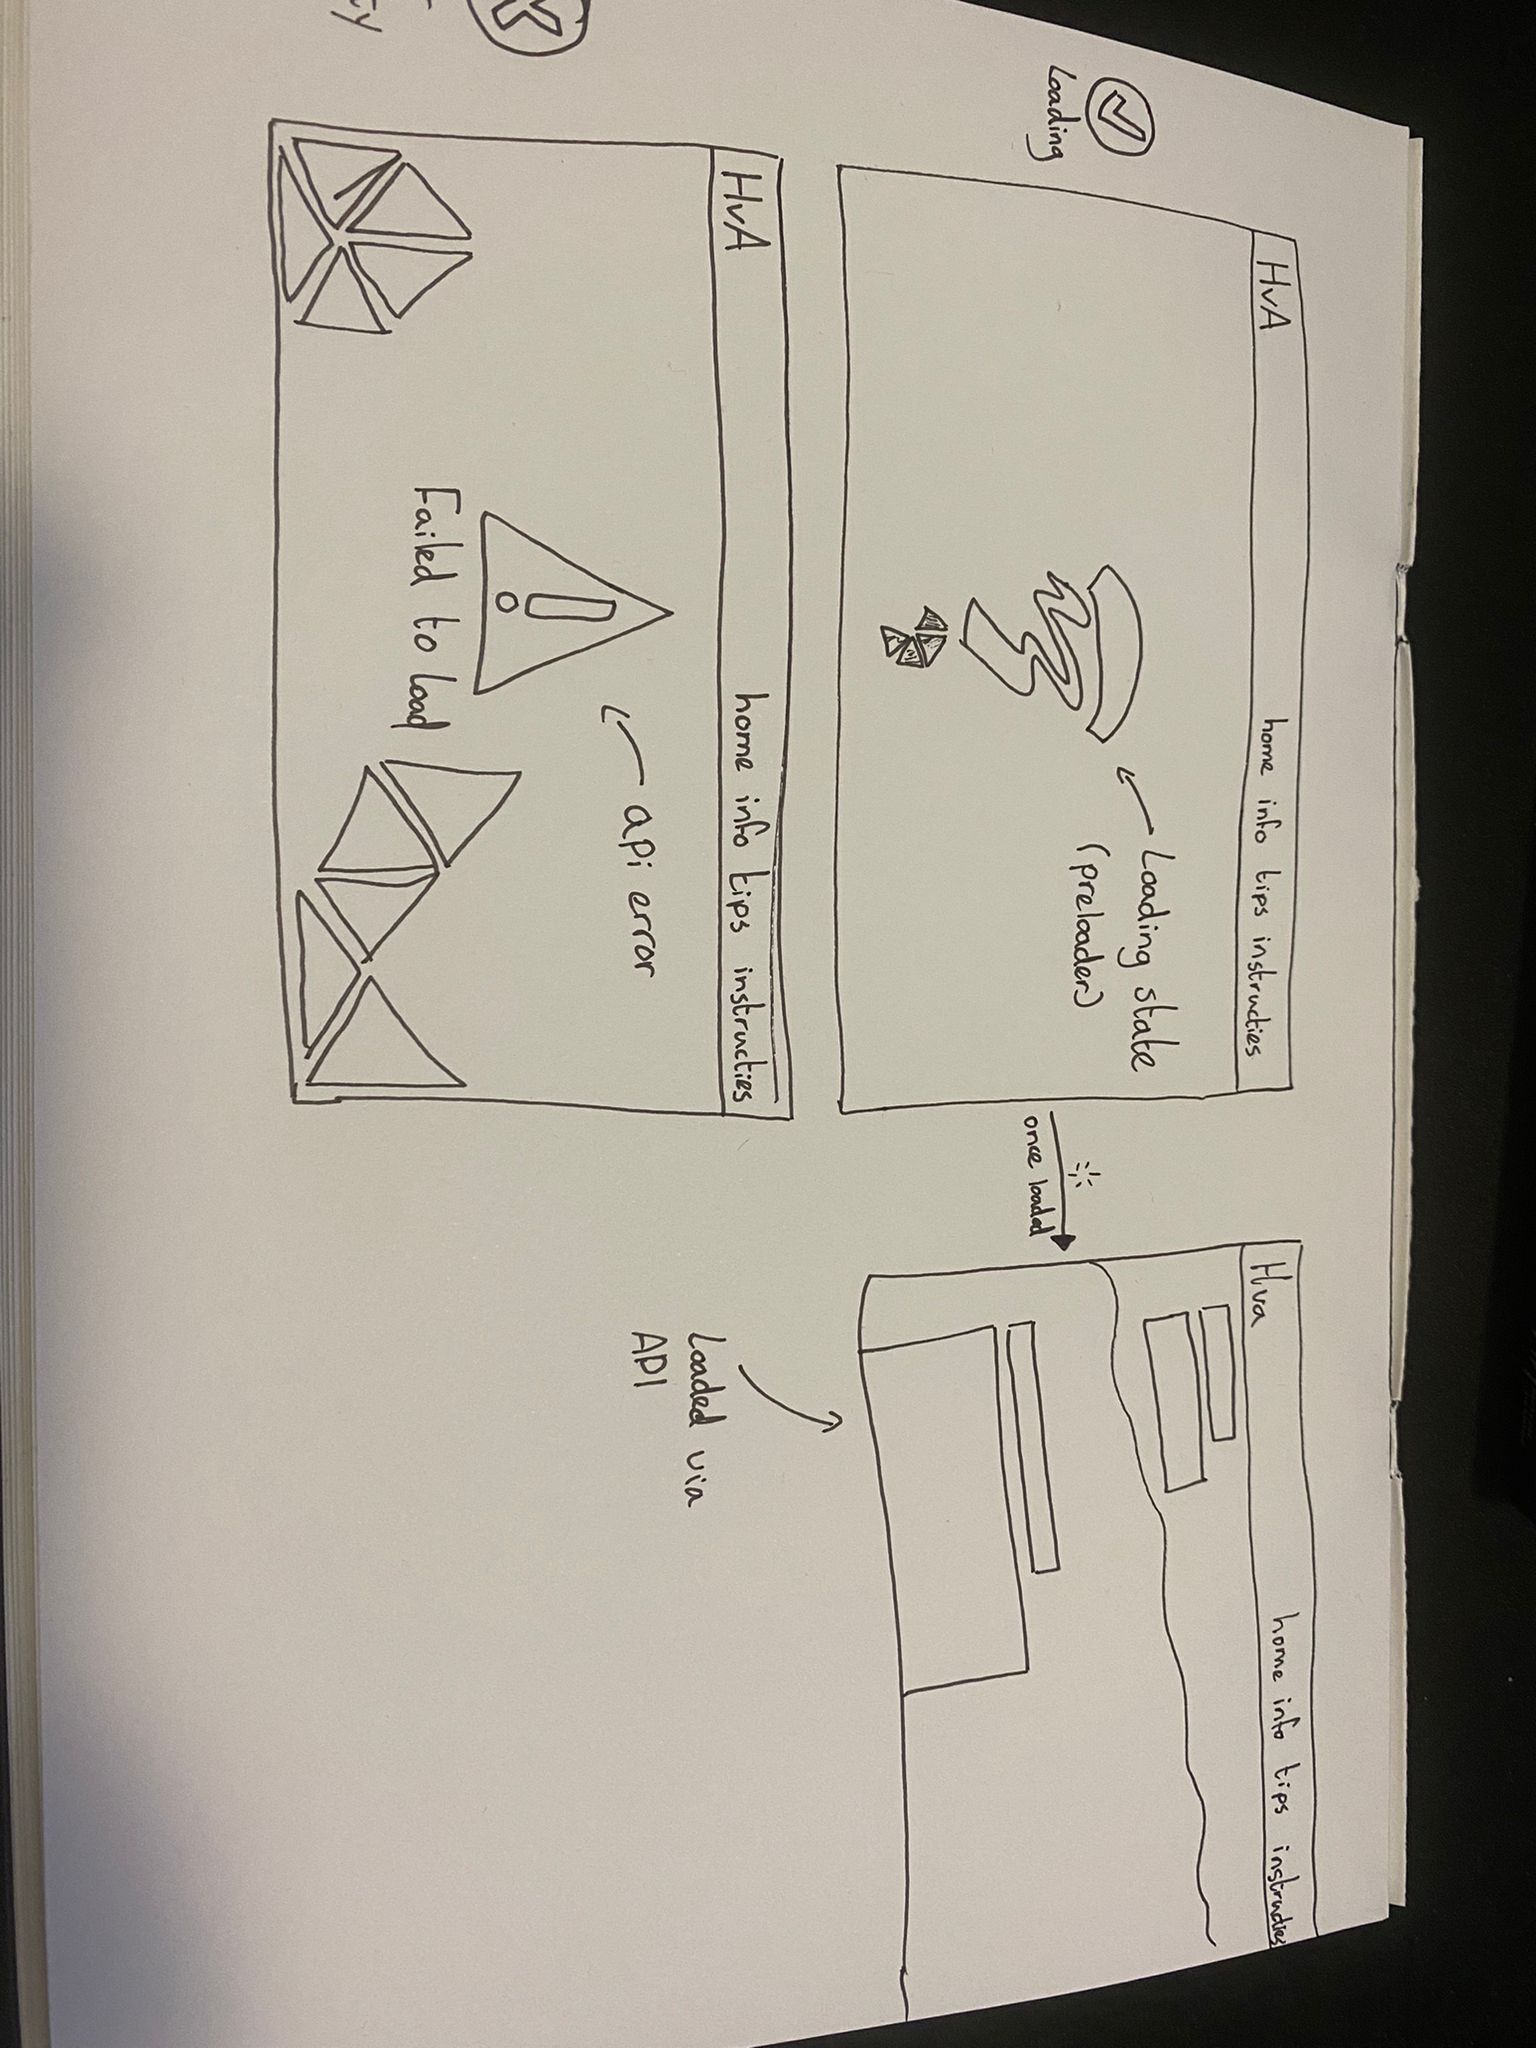 Loading
HvA
home info tips instructies
Loading state
(preloader)
once loaded
Hva
home info tips instructies
Loaded via
API
HvA
home info tips instructies
api error
Failed to load